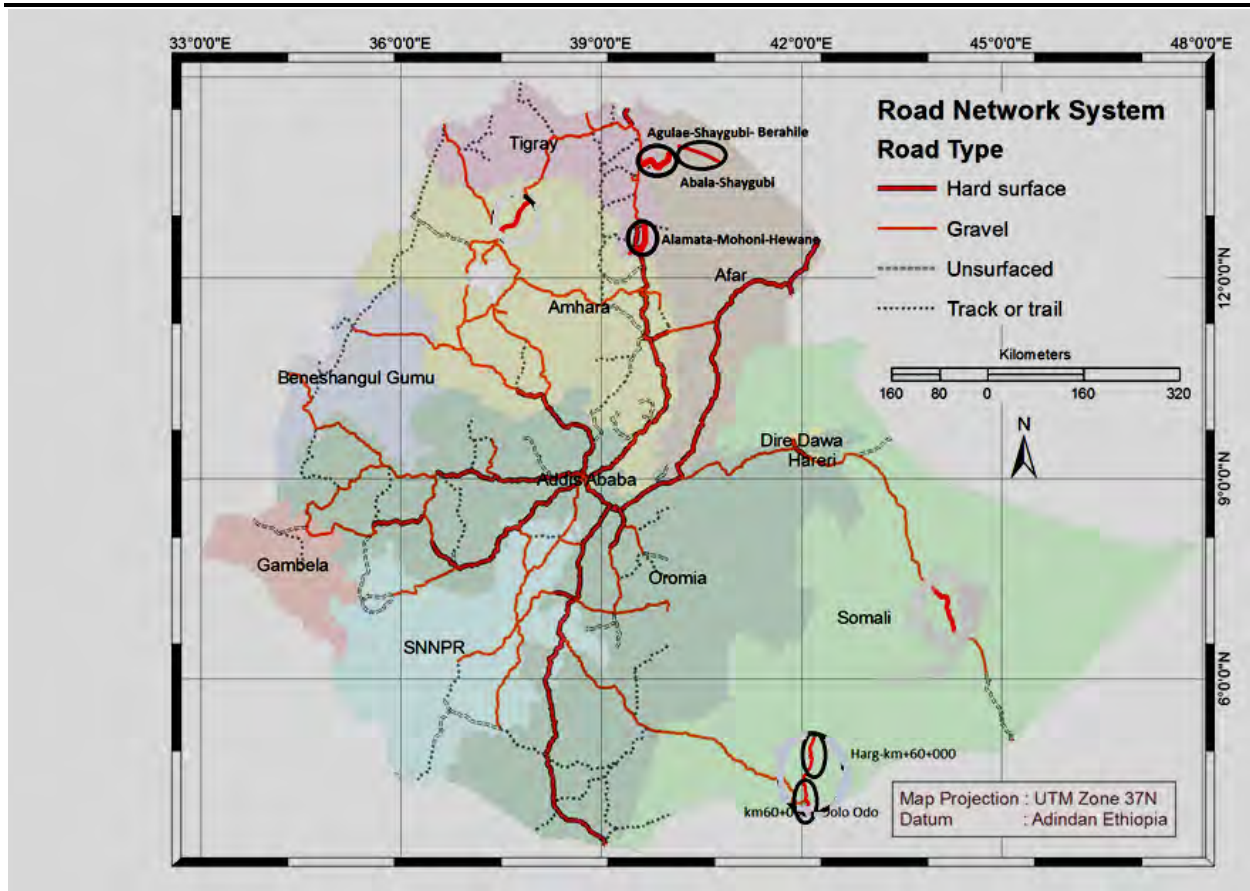 33°0'0"E 36°0'0"E 39°0'0"E 42°0'0"E 45°0'0"E 48°0'0"E
Road Network System
Road Type
Hard surface
Gravel
Unsurfaced
Track or trail
Kilometers
160 80 0 160 320
N
12°0'0"N
9°0'0"N
6°0'0"N
Tigray
Agulae-Shaygubi- Berahile
Abala-Shaygubi
Alamata-Mohoni-Hewane
Afar
Amhara
Beneshangul Gumu
Dire Dawa
Hareri
Addis Ababa
Gambela
Oromia
SNNPR
Somali
Harg-km+60+000
km60+0 Odo
Map Projection : UTM Zone 37N
Datum : Adindan Ethiopia